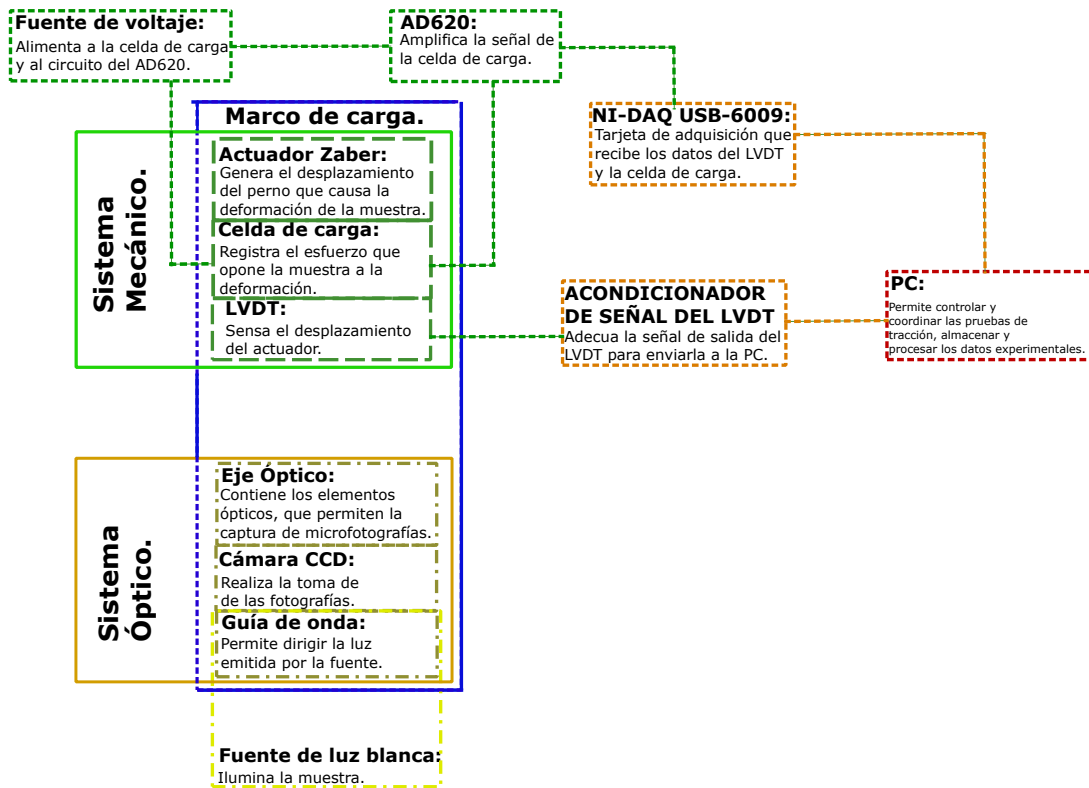 Fuente de voltaje:
Alimenta a la celda de carga
y al circuito del AD620.
AD620:
Amplifica la señal de
la celda de carga.
NI-DAQ USB-6009:
Tarjeta de adquisición que
recibe los datos del LVDT
y la celda de carga.
Marco de carga.
Sistema
Mecánico.
Actuador Zaber:
Genera el desplazamiento
del perno que causa la
deformación de la muestra.
Celda de carga:
Registra el esfuerzo que
opone la muestra a la
deformación.
LVDT:
Sensa el desplazamiento
del actuador.
ACONDICIONADOR
DE SEÑAL DEL LVDT
Adecua la señal de salida del
LVDT para enviarla a la PC.
PC:
Permite controlar y
coordinar las pruebas de
tracción, almacenar y
procesar los datos experimentales.
Sistema
Óptico.
Eje Óptico:
Contiene los elementos
ópticos, que permiten la
captura de microfotografías.
Cámara CCD:
Realiza la toma de
de las fotografías.
Guía de onda:
Permite dirigir la luz
emitida por la fuente.
Fuente de luz blanca:
Ilumina la muestra.